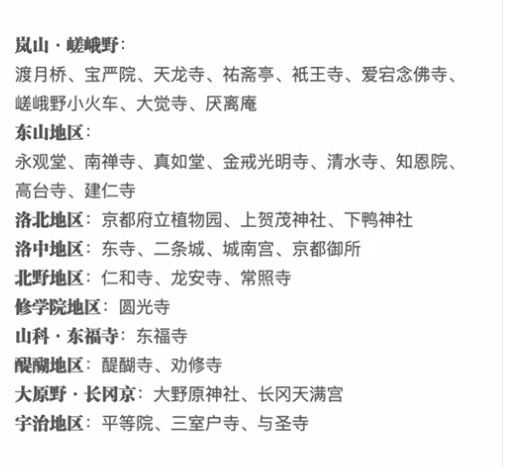 岚山·嵯峨野：
渡月桥、宝严院、天龙寺、祐斋亭、祇王寺、爱宕念佛寺、
嵯峨野小火车、大觉寺、厌离庵
东山地区：
永观堂、南禅寺、真如堂、金戒光明寺、清水寺、知恩院、
高台寺、建仁寺
洛北地区：京都府立植物园、上贺茂神社、下鸭神社
洛中地区：东寺、二条城、城南宫、京都御所
北野地区：仁和寺、龙安寺、常照寺
修学院地区：圆光寺
山科·东福寺：东福寺
醍醐地区：醍醐寺、劝修寺
大原野·长冈京：大野原神社、长冈天满宫
宇治地区：平等院、三室户寺、与圣寺